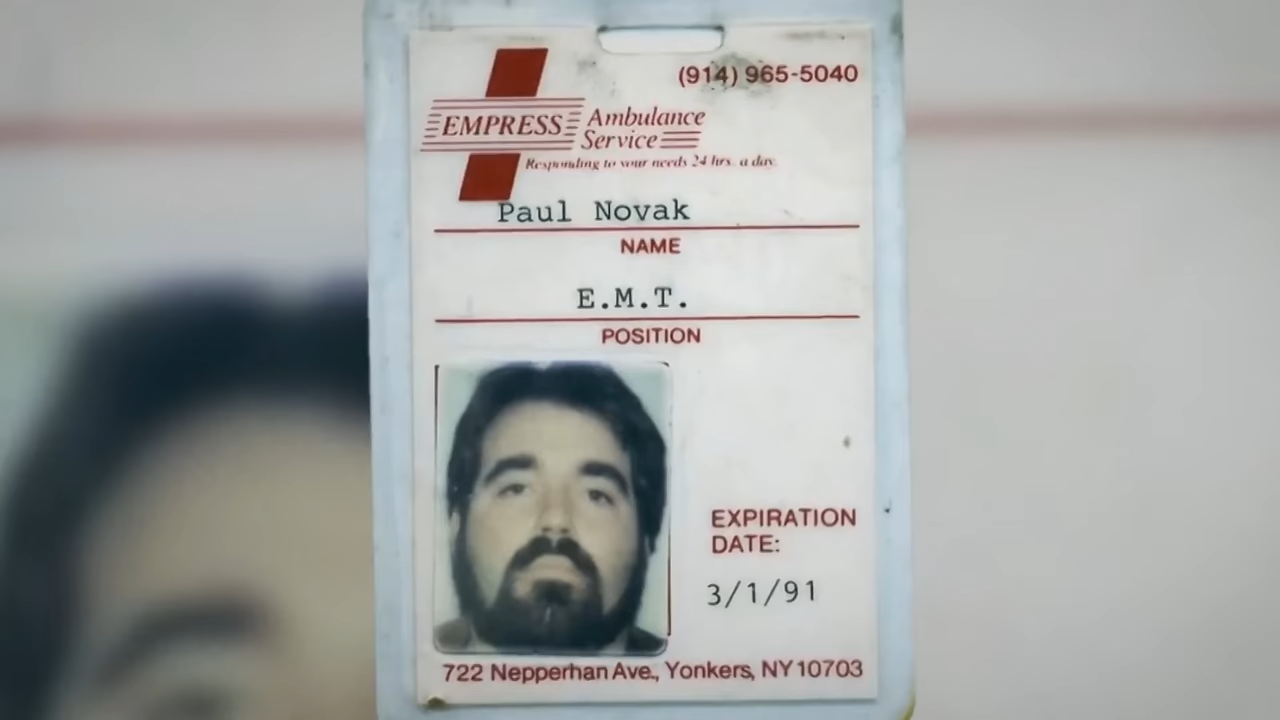 (914) 965-5040
EMPRESS Ambulance
Service
Responding to your needs 24 hrs. a day.
Paul Novak
NAME
E.M.T.
POSITION
EXPIRATION
DATE:
3/1/91
722 Nepperhan Ave., Yonkers, NY 10703